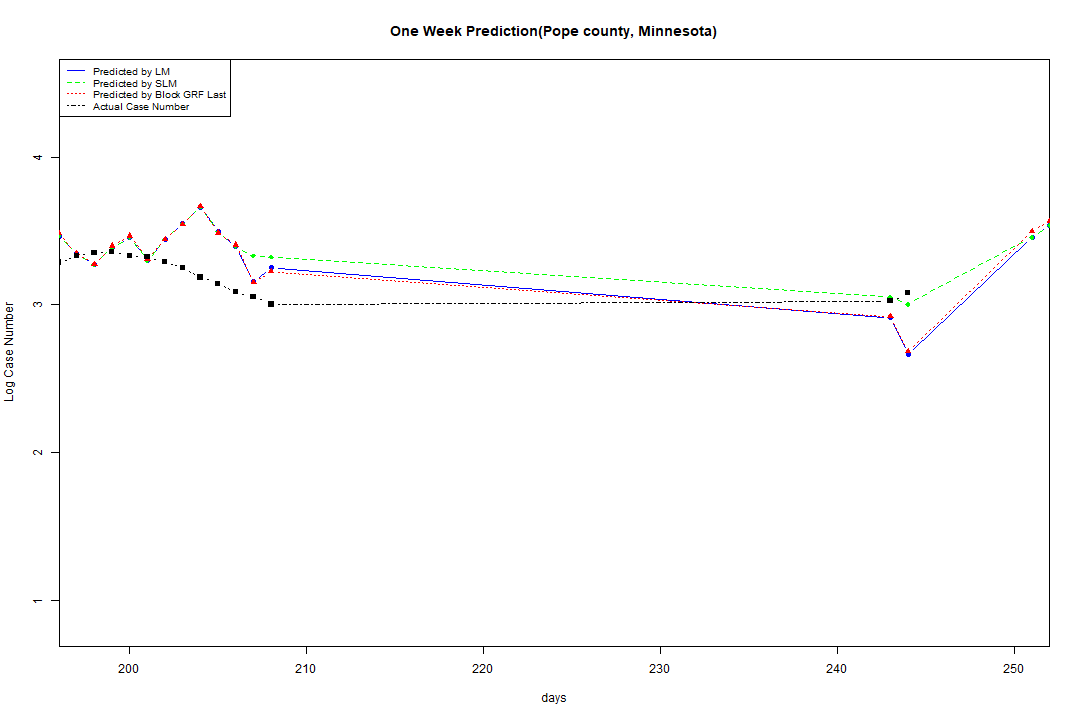 One Week Prediction(Pope county, Minnesota)
Predicted by LM
Predicted by SLM
Predicted by Block GRF Last
Actual Case Number
4
3
2
1
Log Case Number
200 210 220 230 240 250
days